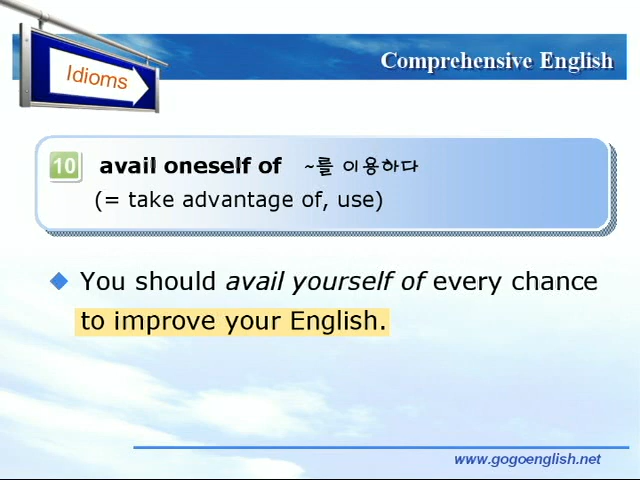 Idioms
Comprehensive English
10 avail oneself of ~를 이용하다
(= take advantage of, use)
You should avail yourself of every chance
to improve your English.
www.gogoenglish.net